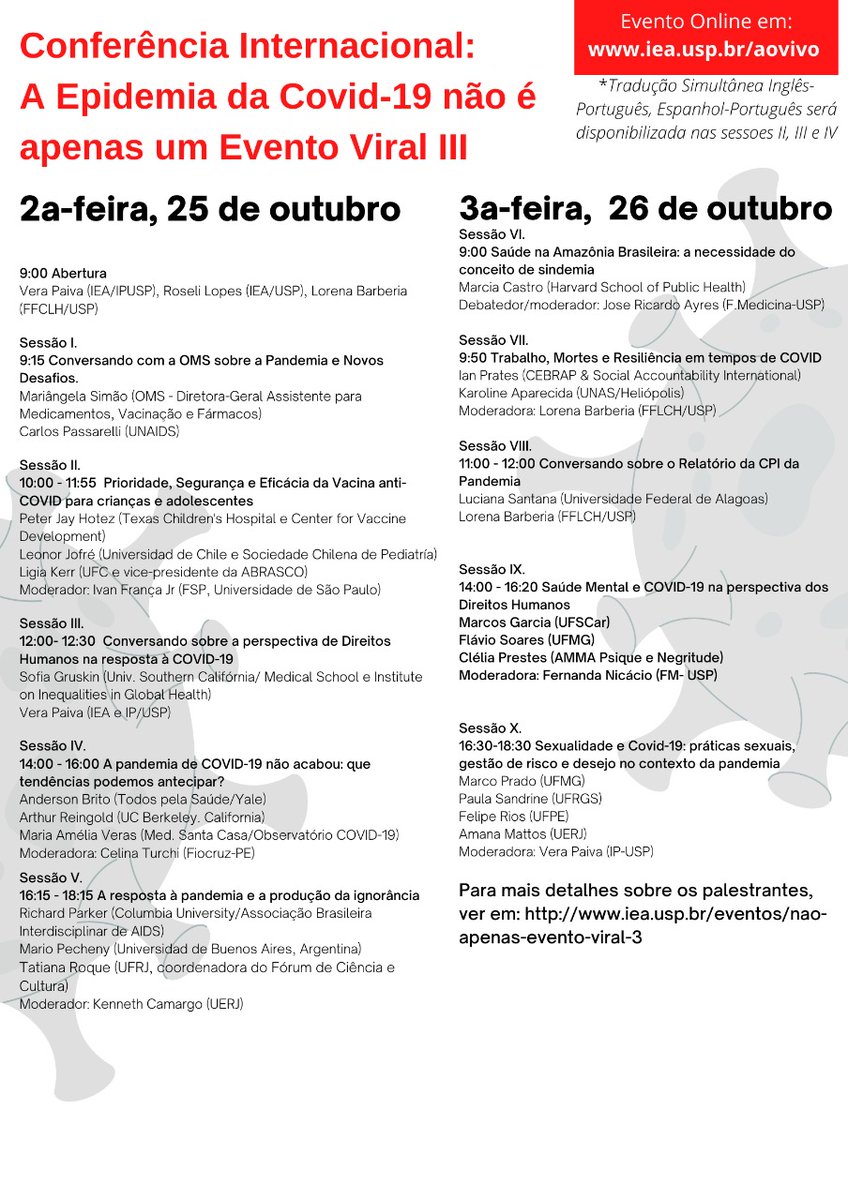 Conferência Internacional:
A Epidemia da Covid-19 não é
apenas um Evento Viral III
Evento Online em:
www.iea.usp.br/aovivo
*Tradução Simultânea Inglês-
Português, Espanhol-Português será
disponibilizada nas sessoes II, III e IV
2a-feira, 25 de outubro
9:00 Abertura
Vera Paiva (IEA/IPUSP), Roseli Lopes (IEA/USP), Lorena Barberia
(FFCLH/USP)
Sessão I.
9:15 Conversando com a OMS sobre a Pandemia e Novos
Desafios.
Mariângela Simão (OMS - Diretora-Geral Assistente para
Medicamentos, Vacinação e Fármacos)
Carlos Passarelli (UNAIDS)
Sessão II.
10:00 - 11:55 Prioridade, Segurança e Eficácia da Vacina anti-
COVID para crianças e adolescentes
Peter Jay Hotez (Texas Children's Hospital e Center for Vaccine
Development)
Leonor Jofré (Universidad de Chile e Sociedade Chilena de Pediatría)
Ligia Kerr (UFC e vice-presidente da ABRASCO)
Moderador: Ivan França Jr (FSP, Universidade de São Paulo)
Sessão III.
12:00- 12:30 Conversando sobre a perspectiva de Direitos
Humanos na resposta à COVID-19
Sofia Gruskin (Univ. Southern Califórnia/ Medical School e Institute
on Inequalities in Global Health)
Vera Paiva (IEA e IP/USP)
Sessão IV.
14:00 - 16:00 A pandemia de COVID-19 não acabou: que
tendências podemos antecipar?
Anderson Brito (Todos pela Saúde/Yale)
Arthur Reingold (UC Berkeley. California)
Maria Amélia Veras (Med. Santa Casa/Observatório COVID-19)
Moderadora: Celina Turchi (Fiocruz-PE)
Sessão V.
16:15 - 18:15 A resposta à pandemia e a produção da ignorância
Richard Parker (Columbia University/Associação Brasileira
Interdisciplinar de AIDS)
Mario Pecheny (Universidad de Buenos Aires, Argentina)
Tatiana Roque (UFRJ, coordenadora do Fórum de Ciência e
Cultura)
Moderador: Kenneth Camargo (UERJ)
3a-feira, 26 de outubro
Sessão VI.
9:00 Saúde na Amazônia Brasileira: a necessidade do
conceito de sindemia
Marcia Castro (Harvard School of Public Health)
Debatedor/moderador: Jose Ricardo Ayres (F.Medicina-USP)
Sessão VII.
9:50 Trabalho, Mortes e Resiliência em tempos de COVID
Ian Prates (CEBRAP & Social Accountability International)
Karoline Aparecida (UNAS/Heliópolis)
Moderadora: Lorena Barberia (FFLCH/USP)
Sessão VIII.
11:00 - 12:00 Conversando sobre o Relatório da CPI da
Pandemia
Luciana Santana (Universidade Federal de Alagoas)
Lorena Barberia (FFLCH/USP)
Sessão IX.
14:00 - 16:20 Saúde Mental e COVID-19 na perspectiva dos
Direitos Humanos
Marcos Garcia (UFSCar)
Flávio Soares (UFMG)
Clélia Prestes (AMMA Psique e Negritude)
Moderadora: Fernanda Nicácio (FM- USP)
Sessão X.
16:30-18:30 Sexualidade e Covid-19: práticas sexuais,
gestão de risco e desejo no contexto da pandemia
Marco Prado (UFMG)
Paula Sandrine (UFRGS)
Felipe Rios (UFPE)
Amana Mattos (UERJ)
Moderadora: Vera Paiva (IP-USP)
Para mais detalhes sobre os palestrantes,
ver em: http://www.iea.usp.br/eventos/nao-
apenas-evento-viral-3